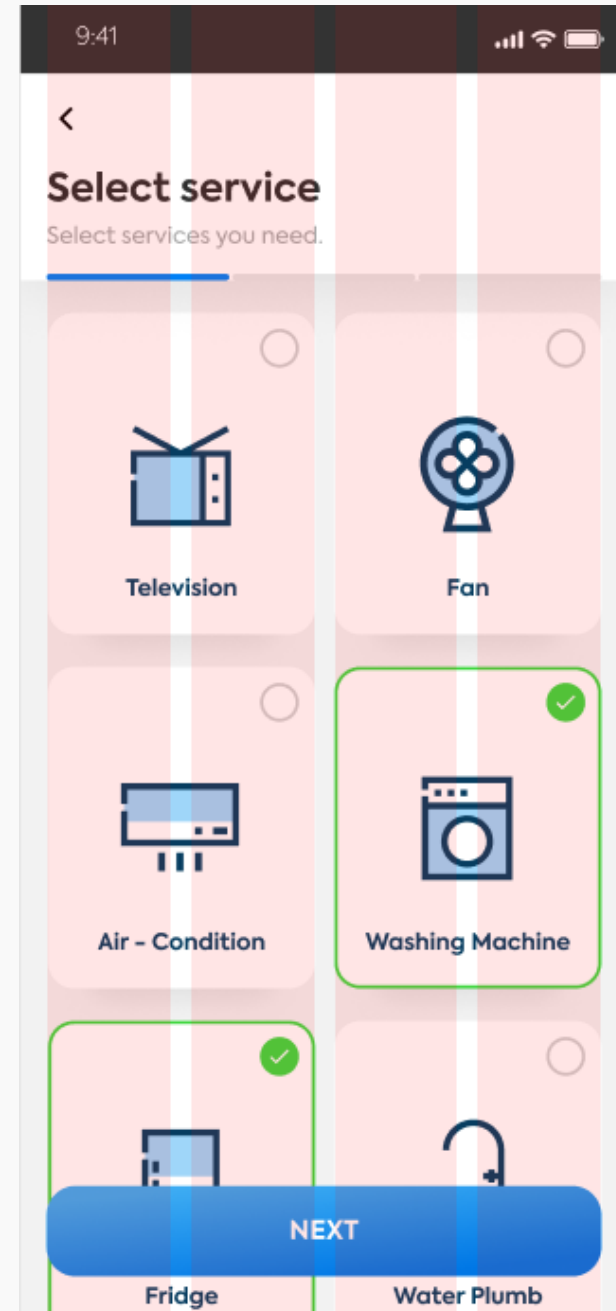 9:41
Select service
Select services you need.
Television
Fan
Air - Condition
Washing Machine
NEXT
Fridge
Water Plumb